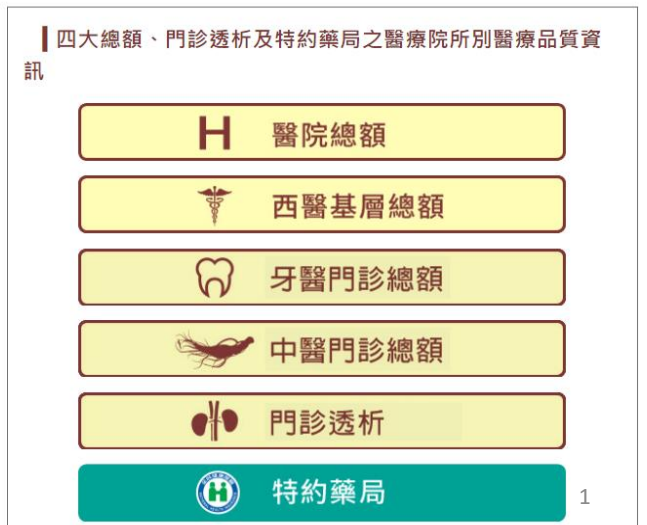 四大總額、門診透析及特約藥局之醫療院所別醫療品質資
訊
醫院總額
西醫基層總額
牙醫門診總額
中醫門診總額
門診透析
特約藥局
1